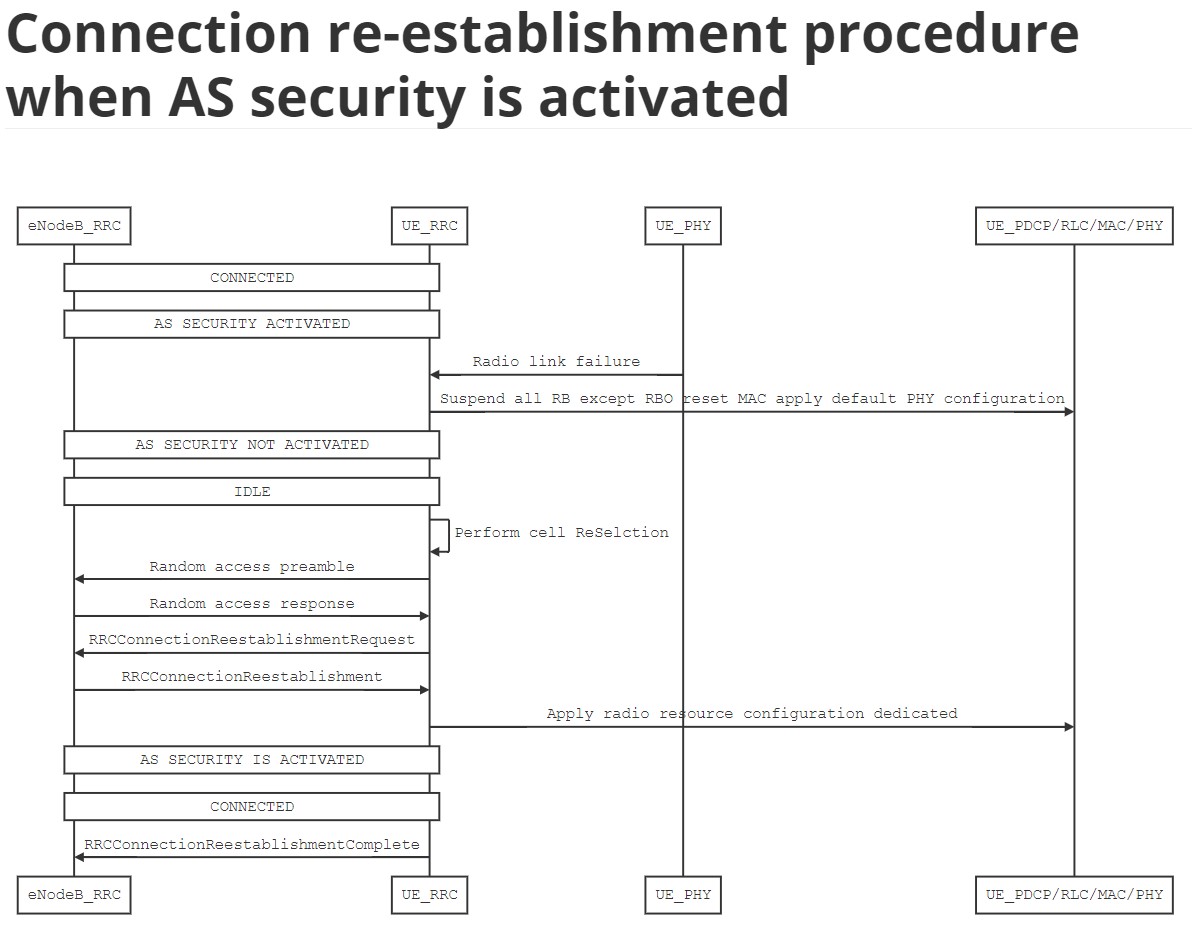 Connection re-establishment procedure
when AS security is activated
eNodeB_RRC
UE_RRC
UE_PHY
UE_PDCP/RLC/MAC/PHY
CONNECTED
AS SECURITY ACTIVATED
Radio link failure
Suspend all RB except RBO reset MAC apply default PHY configuration
AS SECURITY NOT ACTIVATED
IDLE
Perform cell ReSelction
Random access preamble
Random access response
RRCConnectionReestablishmentRequest
RRCConnectionReestablishment
Apply radio resource configuration dedicated
AS SECURITY IS ACTIVATED
CONNECTED
RRCConnectionReestablishmentComplete
eNodeB_RRC
UE_RRC
UE_PHY
UE_PDCP/RLC/MAC/PHY